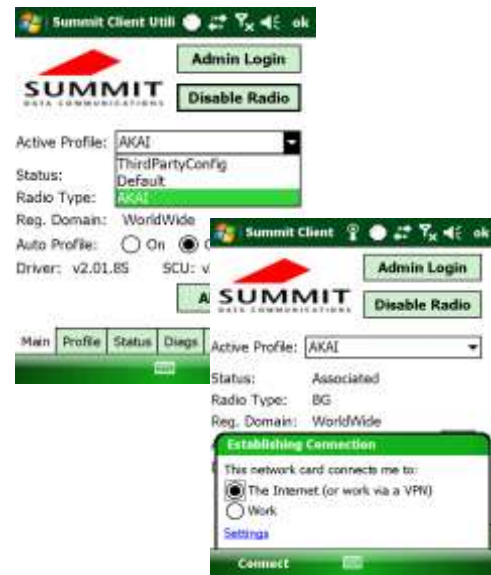 Summit Client Utili
ok
Admin Login
SUMMIT
DATA COMMUNICATIONS
Disable Radio
Active Profile: AKAI
ThirdPartyConfig
Default
AKAI
Status:
Radio Type:
Reg. Domain: WorldWide
Auto Profile: On
Driver: v2.01.85 SCU: v
Main Profile Status Diags
Summit Client
ok
Admin Login
SUMMIT
DATA COMMUNICATIONS
Disable Radio
Active Profile: AKAI
Status: Associated
Radio Type: BG
Reg. Domain: WorldWide
Establishing Connection
This network card connects me to:
The Internet (or work via a VPN)
Work
Settings
Connect